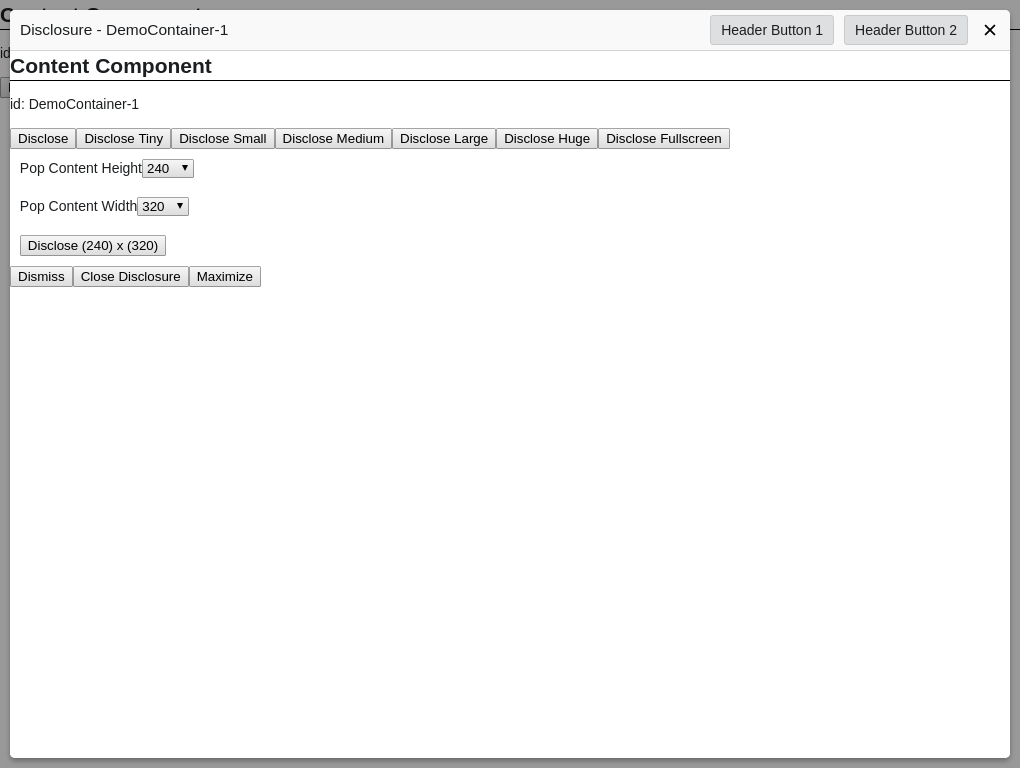 Disclosure - DemoContainer-1 Header Button 1 Header Button 2 ✕
Content Component
id: DemoContainer-1
Disclose Disclose Tiny Disclose Small Disclose Medium Disclose Large Disclose Huge Disclose Fullscreen
Pop Content Height 240
Pop Content Width 320
Disclose (240) x (320)
Dismiss Close Disclosure Maximize